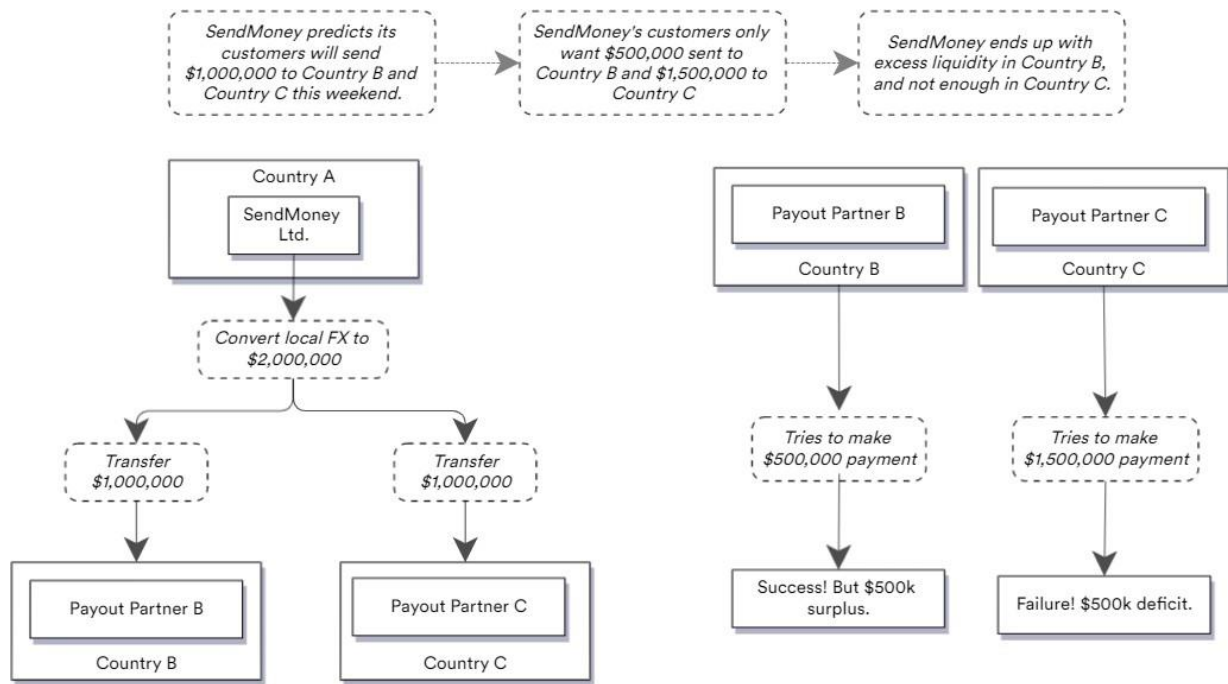 SendMoney predicts its
customers will send
$1,000,000 to Country B and
Country C this weekend.
SendMoney's customers only
want $500,000 sent to
Country B and $1,500,000 to
Country C
SendMoney ends up with
excess liquidity in Country B,
and not enough in Country C.
Country A
SendMoney
Ltd.
Convert local FX to
$2,000,000
Transfer
$1,000,000
Transfer
$1,000,000
Payout Partner B
Country B
Payout Partner C
Country C
Payout Partner B
Country B
Payout Partner C
Country C
Tries to make
$500,000 payment
Tries to make
$1,500,000 payment
Success! But $500k
surplus.
Failure! $500k deficit.